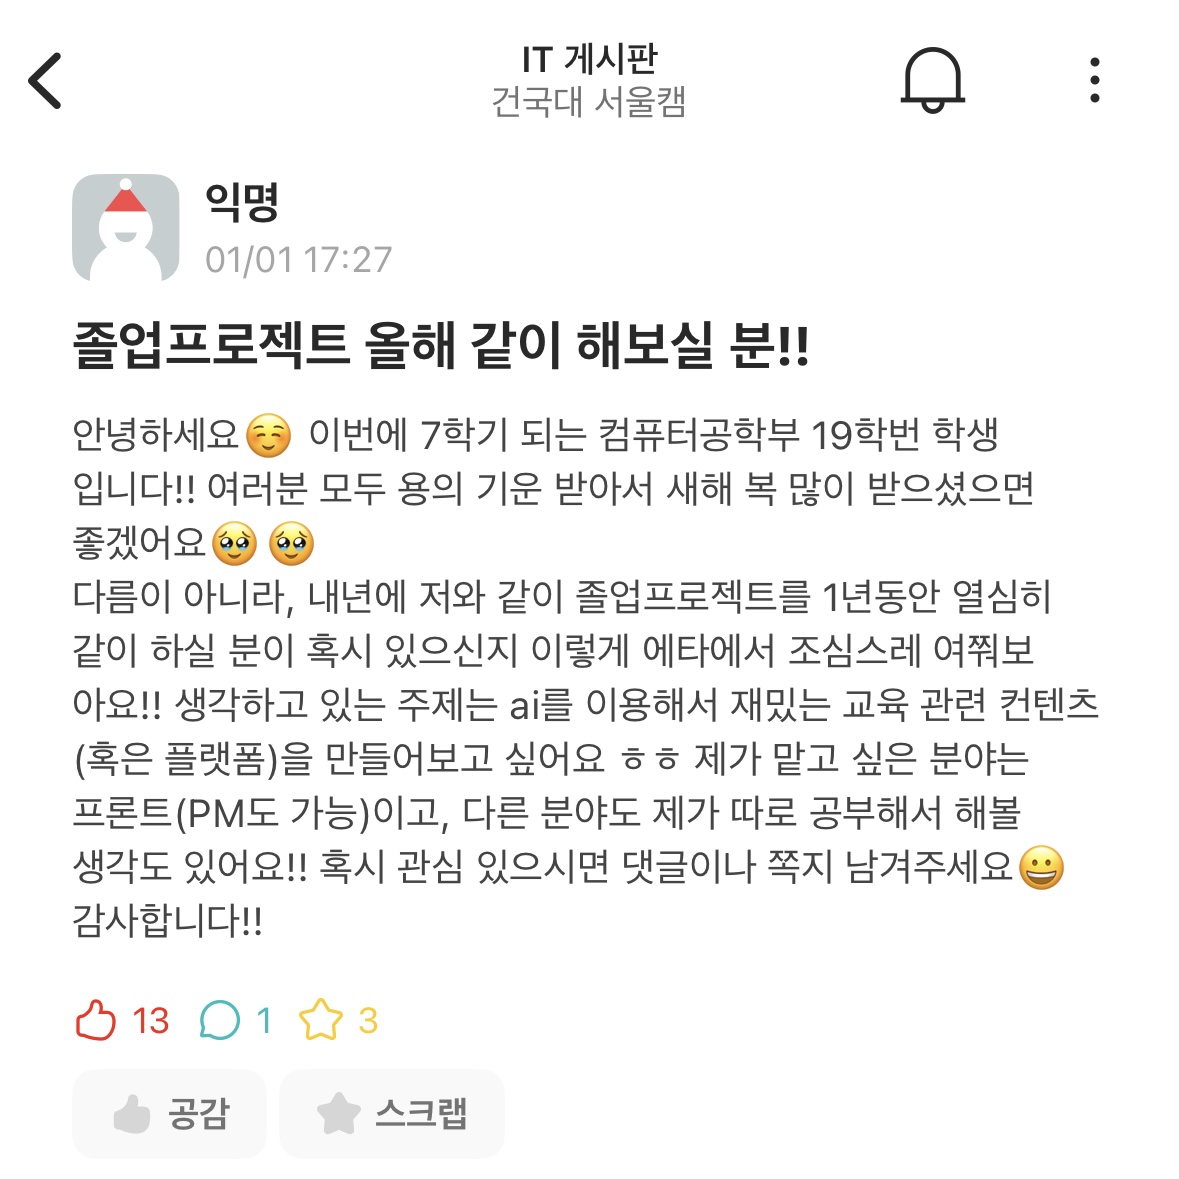 IT 게시판
건국대 서울캠
익명
01/01 17:27
졸업프로젝트 올해 같이 해보실 분!!
안녕하세요☺️ 이번에 7학기 되는 컴퓨터공학부 19학번 학생
입니다!! 여러분 모두 용의 기운 받아서 새해 복 많이 받으셨으면
좋겠어요🥹🥹
다름이 아니라, 내년에 저와 같이 졸업프로젝트를 1년동안 열심히
같이 하실 분이 혹시 있으신지 이렇게 에타에서 조심스레 여쭤보
아요!! 생각하고 있는 주제는 ai를 이용해서 재밌는 교육 관련 컨텐츠
(혹은 플랫폼)을 만들어보고 싶어요 ㅎㅎ 제가 맡고 싶은 분야는
프론트(PM도 가능)이고, 다른 분야도 제가 따로 공부해서 해볼
생각도 있어요!! 혹시 관심 있으시면 댓글이나 쪽지 남겨주세요😀
감사합니다!!
13 1 3
공감 스크랩